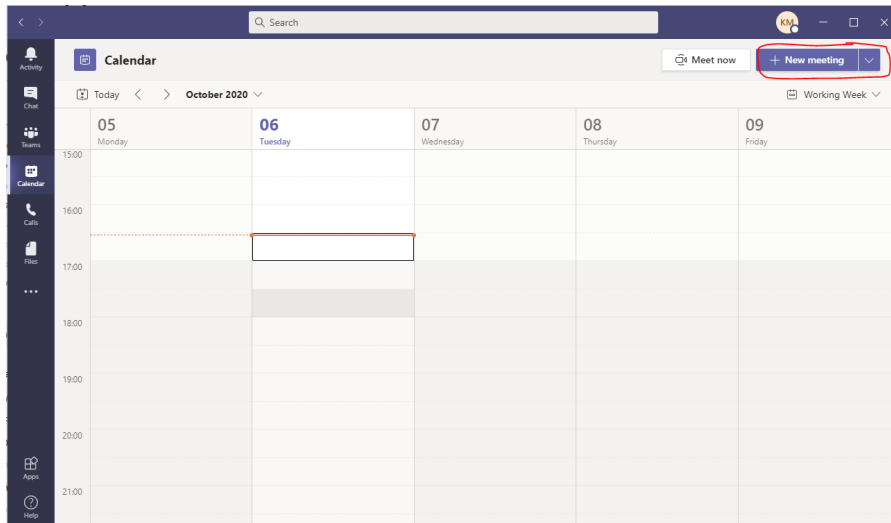 Search
KM
Activity
Chat
Teams
Calendar
Calls
Files
Apps
Help
Calendar
Meet now
New meeting
Today
October 2020
Working Week
05
Monday
06
Tuesday
07
Wednesday
08
Thursday
09
Friday
15:00
16:00
17:00
18:00
19:00
20:00
21:00